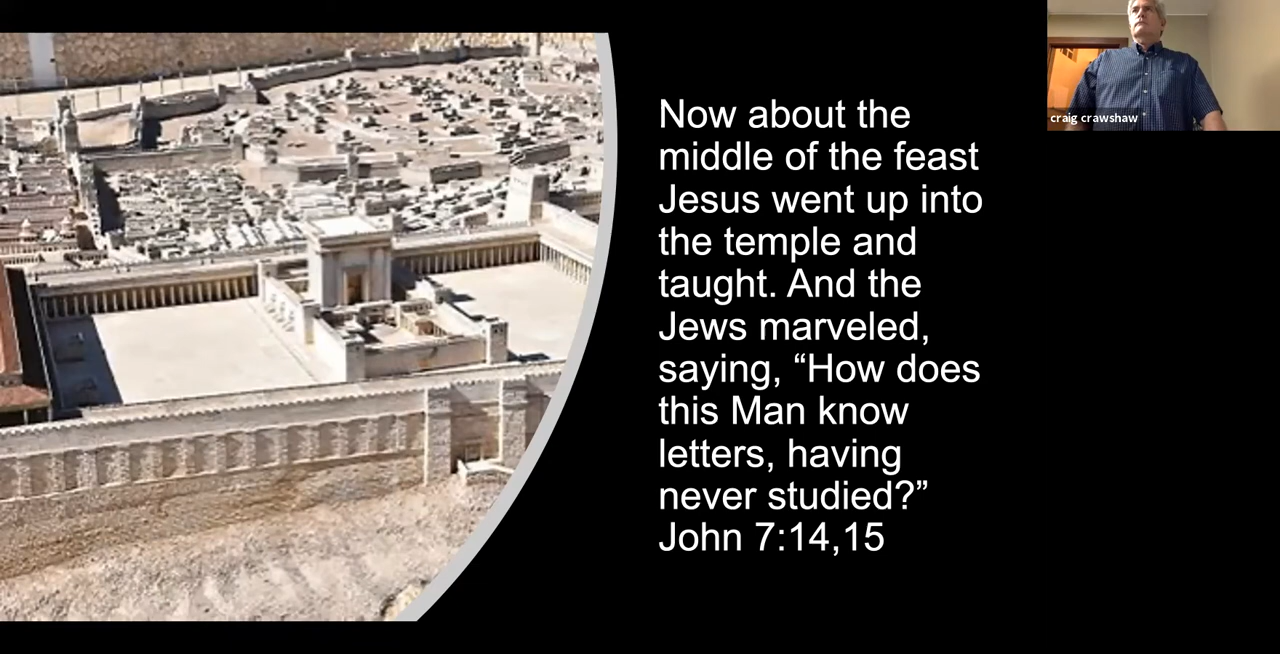 Now about the
middle of the feast
Jesus went up into
the temple and
taught. And the
Jews marveled,
saying, “How does
this Man know
letters, having
never studied?”
John 7:14,15
craig crawshaw